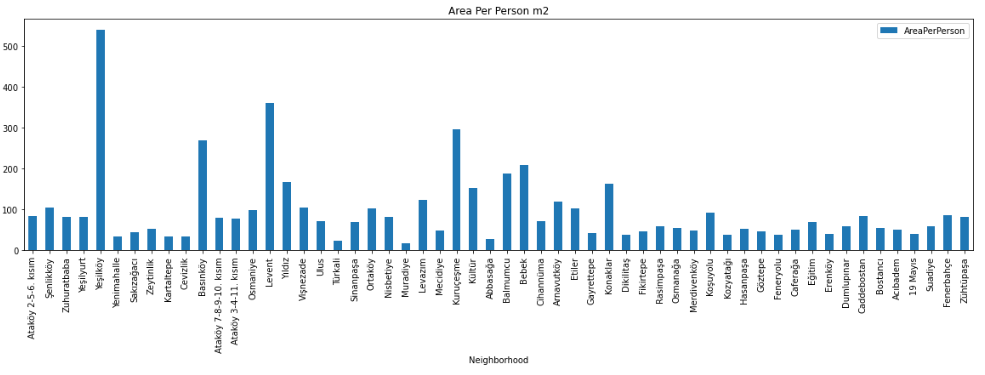 Area Per Person m2
AreaPerPerson
500
400
300
200
100
0
Ataköy 2-5-6. kısım
Şenlikköy
Zuhuratbaba
Yeşilyurt
Yeşilköy
Yenimahalle
Sakızağacı
Zeytinlik
Kartaltepe
Cevizlik
Basınköy
Ataköy 7-8-9-10. kısım
Ataköy 3-4-11. kısım
Osmaniye
Levent
Yıldız
Vişnezade
Ulus
Türkali
Sinanpaşa
Ortaköy
Nisbetiye
Muradiye
Levazım
Mecidiye
Kuruçeşme
Kültür
Abbasağa
Balmumcu
Bebek
Cihannüma
Arnavutköy
Etiler
Gayrettepe
Konaklar
Dikilitaş
Fikirtepe
Rasimpaşa
Osmanağa
Merdivenköy
Koşuyolu
Kozyatağı
Hasanpaşa
Göztepe
Feneryolu
Caferağa
Eğitim
Erenköy
Dumlupınar
Caddebostan
Bostancı
Acıbadem
19 Mayıs
Suadiye
Fenerbahçe
Zühtüpaşa
Neighborhood